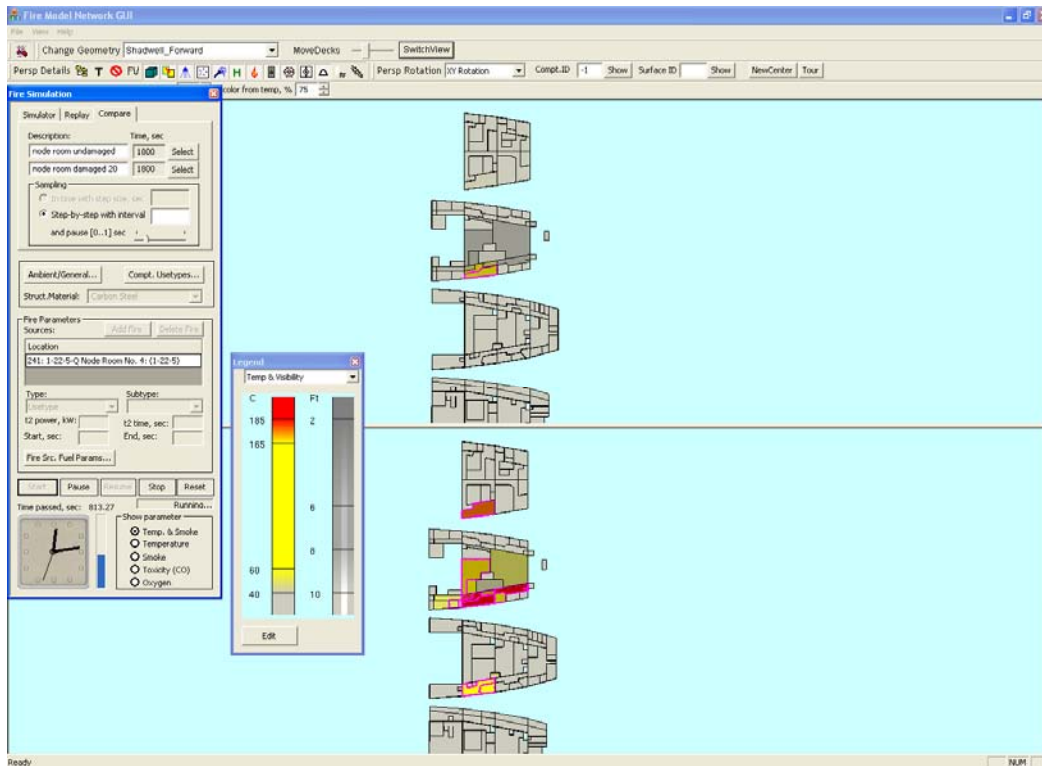 Fire Model Network GUI
File View Help
Change Geometry Shadwell_Forward MoveDecks SwitchView
Persp Details T FU H Persp Rotation XY Rotation Compt.ID -1 Show Surface ID Show NewCenter Tour
color from temp, % 75
Fire Simulation
Simulator Replay Compare
Description: Time, sec
node room undamaged 1800 Select
node room damaged 20 1800 Select
Sampling
In time with step size, sec
Step-by-step with interval
and pause [0..1] sec
Ambient/General... Compt. Usetypes...
Struct.Material: Carbon Steel
Fire Parameters
Sources: Add Fire Delete Fire
Location
241: 1-22-5-Q Node Room No. 4: (1-22-5)
Type: Subtype:
Usetype
t2 power, kW: t2 time, sec:
Start, sec: End, sec:
Fire Src. Fuel Params...
Start Pause Resume Stop Reset
Time passed, sec: 813.27 Running...
Show parameter
Temp. & Smoke
Temperature
Smoke
Toxicity (CO)
Oxygen
Legend
Temp & Visibility
C Ft
185 2
165
6
8
60
40 10
Edit
Ready NUM